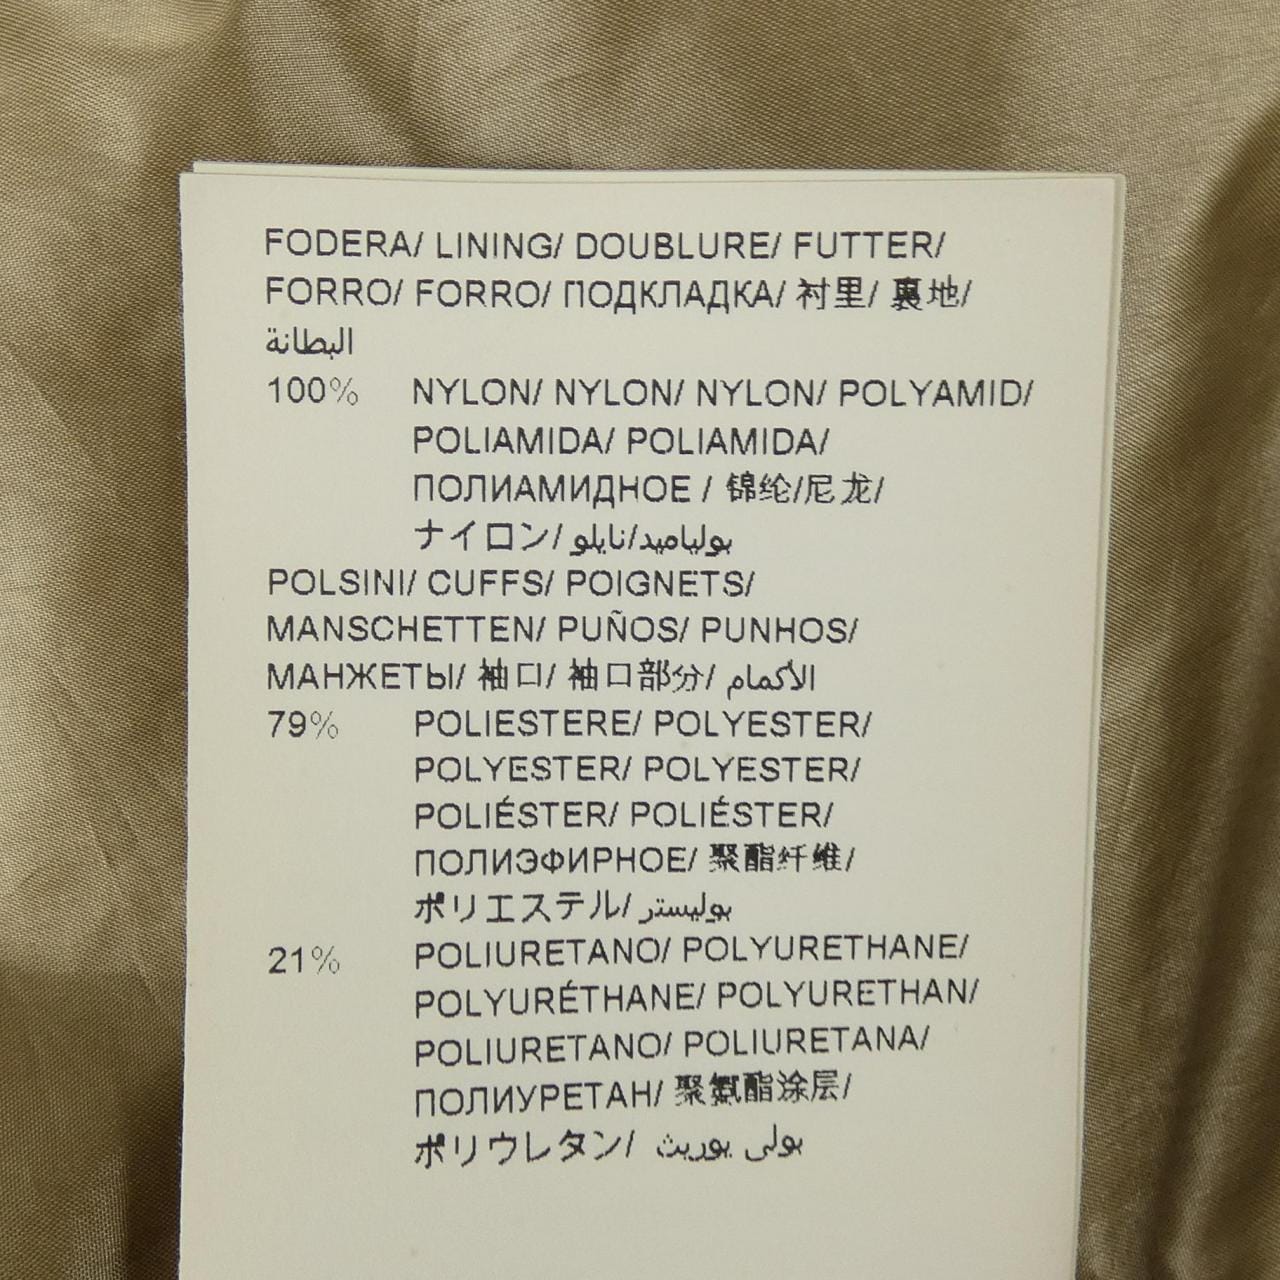 FODERA/ LINING/ DOUBLURE/ FUTTER/
FORRO/ FORRO/ ПОДКЛАДКА/ 衬里/ 裏地/
البطانة
100% NYLON/ NYLON/ NYLON/ POLYAMID/
POLIAMIDA/ POLIAMIDA/
ПОЛИАМИДНОЕ / 锦纶/尼龙/
ナイロン/ بولياميد/نايلو
POLSINI/ CUFFS/ POIGNETS/
MANSCHETTEN/ PUÑOS/ PUNHOS/
МАНЖЕТЫ/ 袖口/ 袖口部分/ الأكمام
79% POLIESTERE/ POLYESTER/
POLYESTER/ POLYESTER/
POLIÉSTER/ POLIÉSTER/
ПОЛИЭФИРНОЕ/ 聚酯纤维/
ポリエステル/ بوليستر
21% POLIURETANO/ POLYURETHANE/
POLYURÉTHANE/ POLYURETHAN/
POLIURETANO/ POLIURETANA/
ПОЛИУРЕТАН/ 聚氨酯涂层/
ポリウレタン/ بولى يوريث